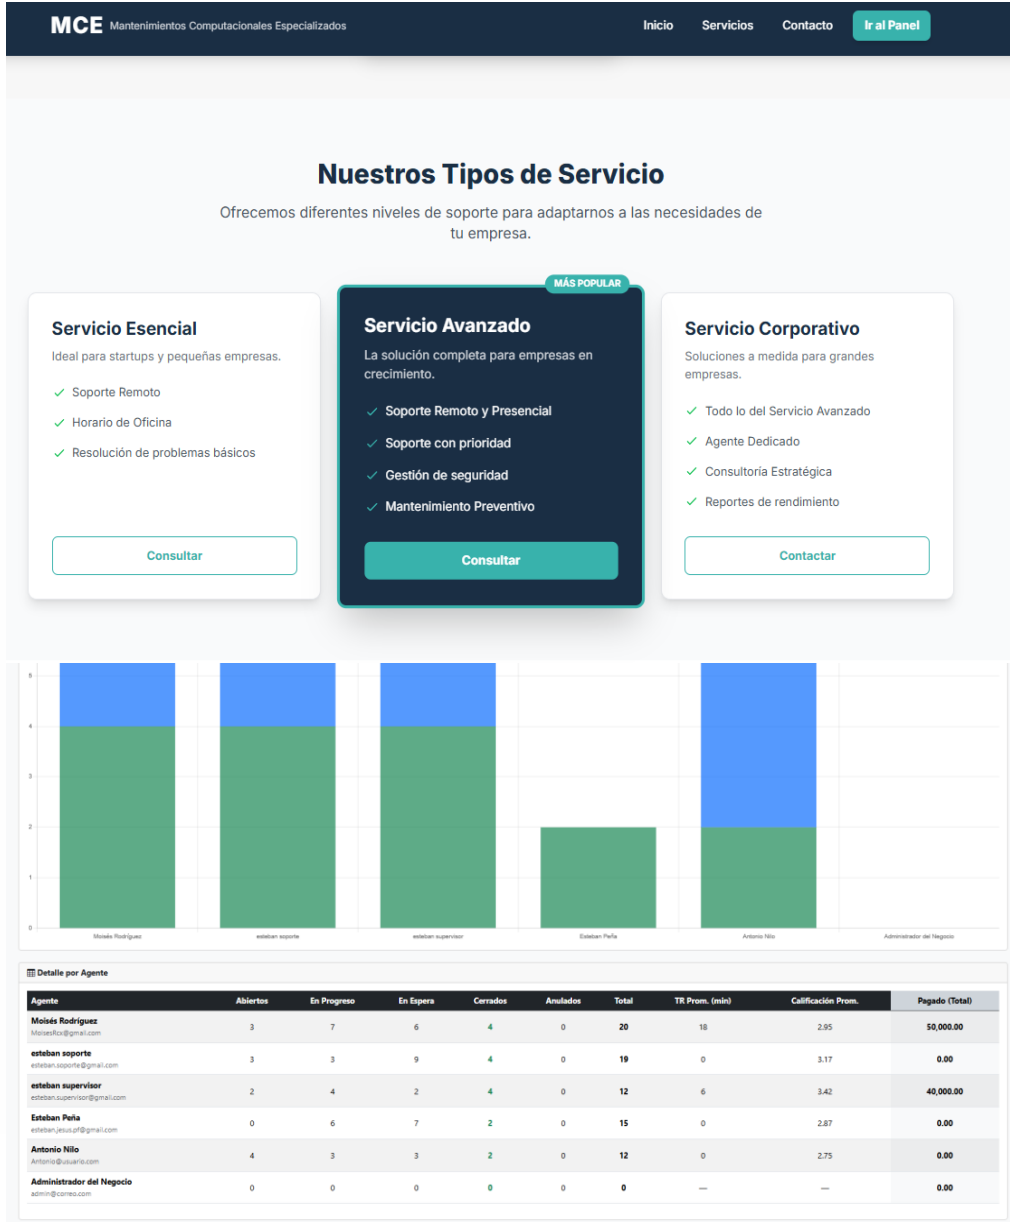 MCE Mantenimientos Computacionales Especializados
Inicio Servicios Contacto Ir al Panel
Nuestros Tipos de Servicio
Ofrecemos diferentes niveles de soporte para adaptarnos a las necesidades de
tu empresa.
Servicio Esencial
Ideal para startups y pequeñas empresas.
Soporte Remoto
Horario de Oficina
Resolución de problemas básicos
Consultar
MÁS POPULAR
Servicio Avanzado
La solución completa para empresas en
crecimiento.
Soporte Remoto y Presencial
Soporte con prioridad
Gestión de seguridad
Mantenimiento Preventivo
Consultar
Servicio Corporativo
Soluciones a medida para grandes
empresas.
Todo lo del Servicio Avanzado
Agente Dedicado
Consultoría Estratégica
Reportes de rendimiento
Contactar
5
4
3
2
1
0
Moisés Rodríguez esteban soporte esteban supervisor Esteban Peña Antonio Nilo Administrador del Negocio
Detalle por Agente
Agente Abiertos En Progreso En Espera Cerrados Anulados Total TR Prom. (min) Calificación Prom. Pagado (Total)
Moisés Rodríguez
MoisesRcx@gmail.com
3 7 6 4 0 20 18 2.95 50,000.00
esteban soporte
esteban.soporte@gmail.com
3 3 9 4 0 19 0 3.17 0.00
esteban supervisor
esteban.supervisor@gmail.com
2 4 2 4 0 12 6 3.42 40,000.00
Esteban Peña
esteban.jesus.pf@gmail.com
0 6 7 2 0 15 0 2.87 0.00
Antonio Nilo
Antonio@usuario.com
4 3 3 2 0 12 0 2.75 0.00
Administrador del Negocio
admin@correo.com
0 0 0 0 0 0 — — 0.00